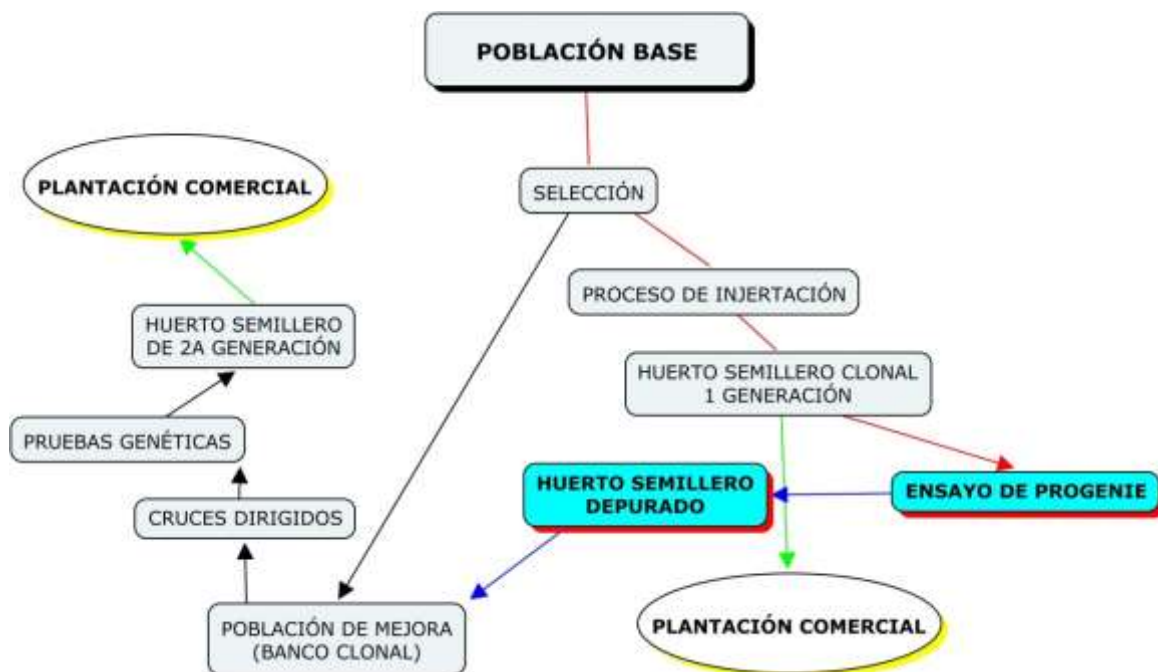 POBLACIÓN BASE
PLANTACIÓN COMERCIAL
SELECCIÓN
PROCESO DE INJERTACIÓN
HUERTO SEMILLERO
DE 2A GENERACIÓN
HUERTO SEMILLERO CLONAL
1 GENERACIÓN
PRUEBAS GENÉTICAS
HUERTO SEMILLERO
DEPURADO
ENSAYO DE PROGENIE
CRUCES DIRIGIDOS
POBLACIÓN DE MEJORA
(BANCO CLONAL)
PLANTACIÓN COMERCIAL